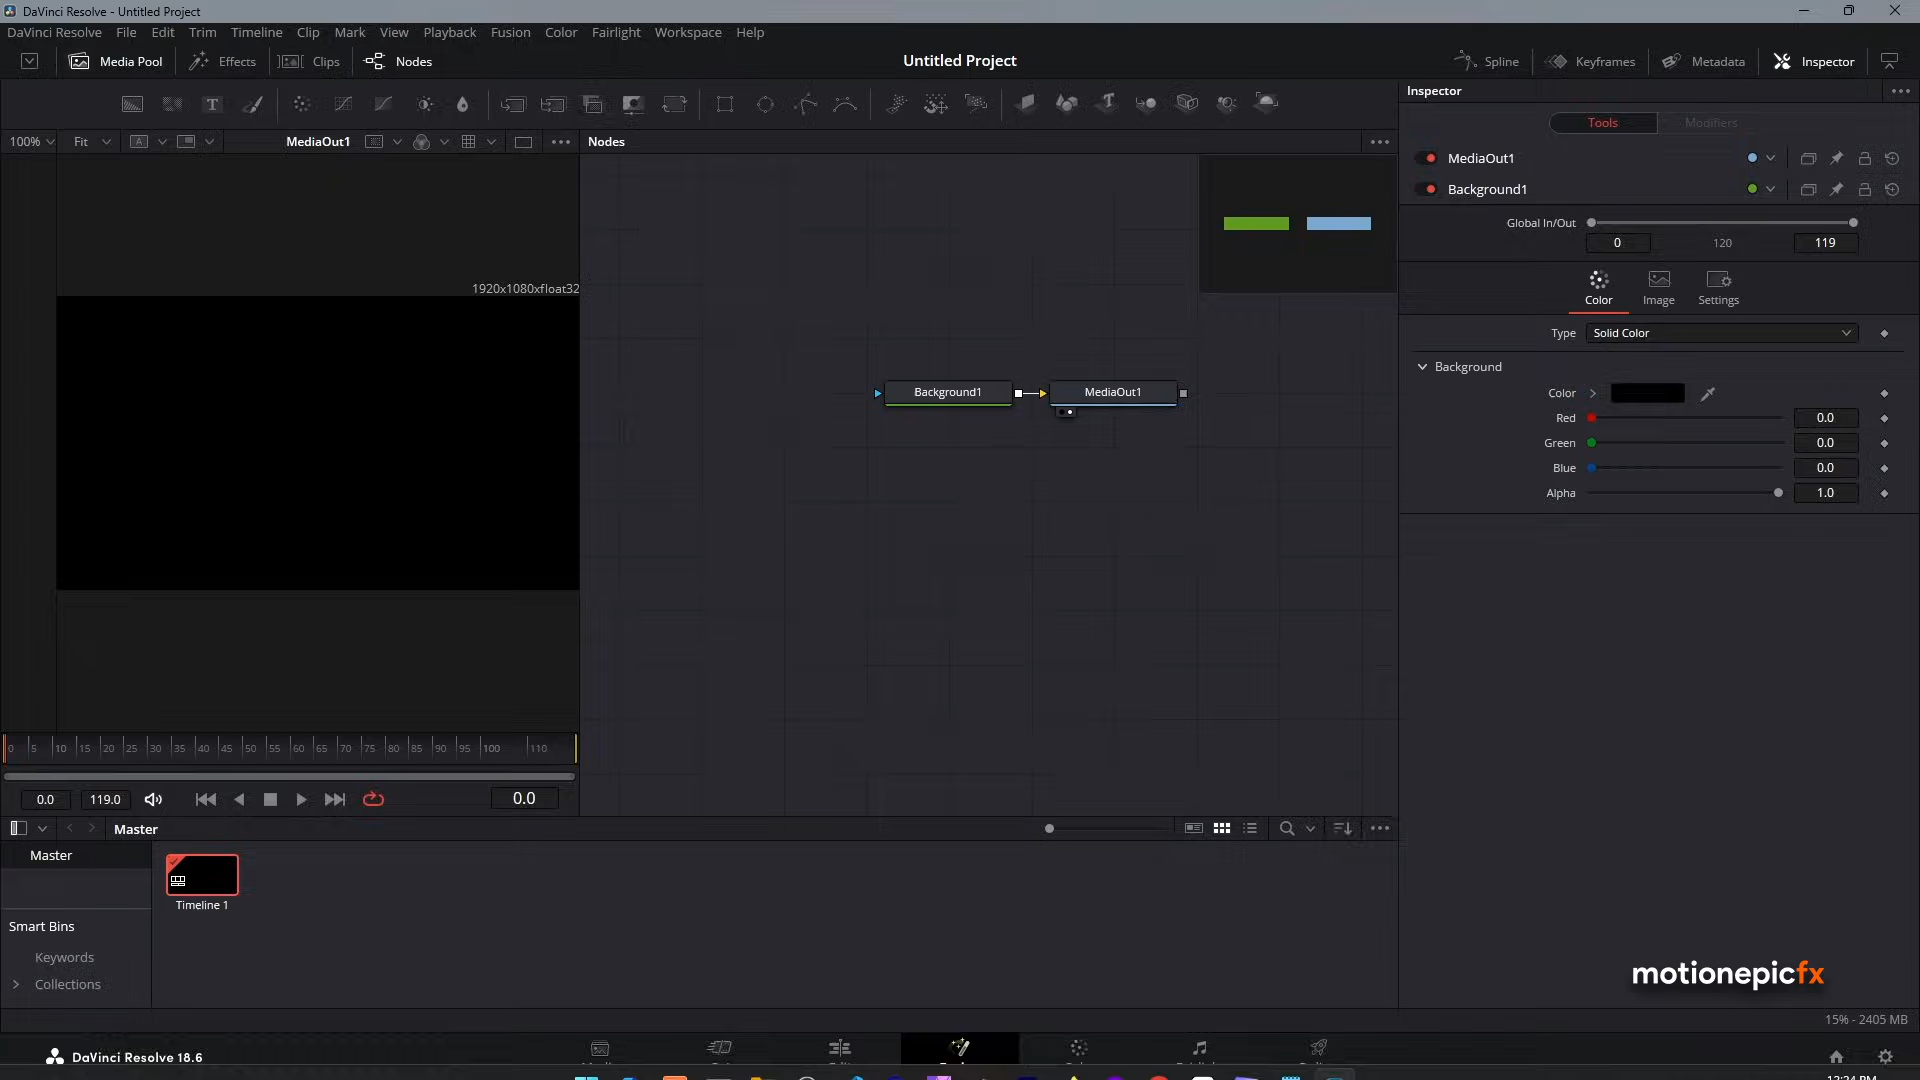 DaVinci Resolve - Untitled Project
DaVinci Resolve File Edit Trim Timeline Clip Mark View Playback Fusion Color Fairlight Workspace Help
Media Pool Effects Clips Nodes Untitled Project Spline Keyframes Metadata Inspector
T T
Inspector
100% Fit A MediaOut1 Nodes
Tools Modifiers
MediaOut1
Background1
Global In/Out
0 120 119
1920x1080xfloat32
Color Image Settings
Type Solid Color
Background
Background1 MediaOut1
Color
Red 0.0
Green 0.0
Blue 0.0
Alpha 1.0
0 5 10 15 20 25 30 35 40 45 50 55 60 65 70 75 80 85 90 95 100 110
0.0 119.0 0.0
Master
Master
Timeline 1
Smart Bins
Keywords
Collections
motionepicfx
15% - 2405 MB
DaVinci Resolve 18.6